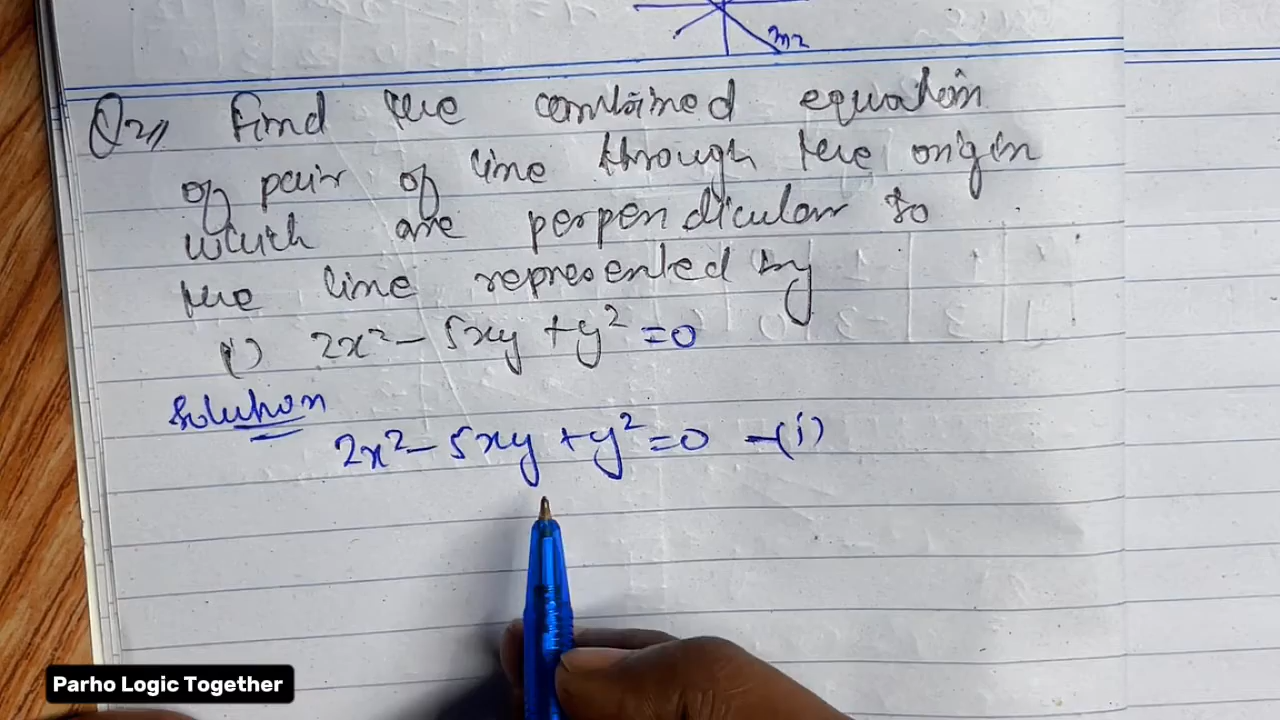 m2
Q2,, Find the combined equation
of pair of line through the origin
which are perpendicular to
the line represented by
(i) 2x² - 5xy + y² = 0
Solution
2x² - 5xy + y² = 0 -(i)
Parho Logic Together